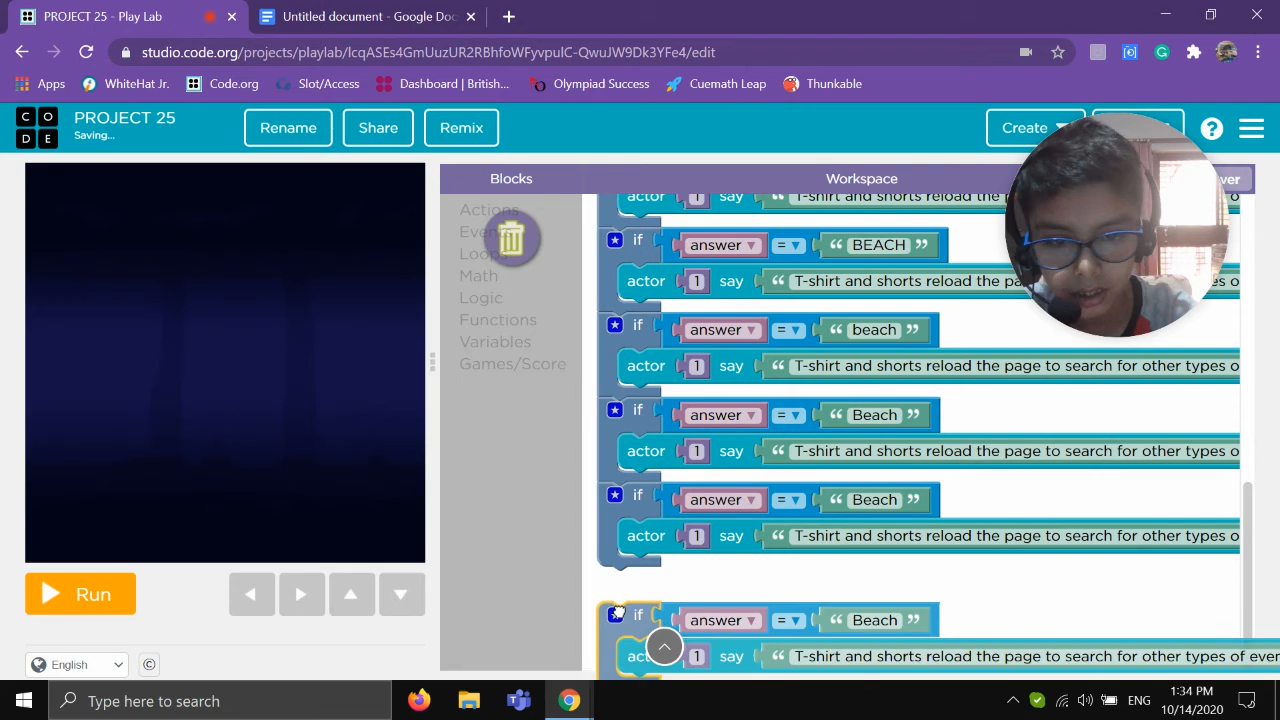 PROJECT 25 - Play Lab
Untitled document - Google Doc
studio.code.org/projects/playlab/lcqASEs4GmUuzUR2RBhfoWFyvpulC-QwuJW9Dk3YFe4/edit
Apps
WhiteHat Jr.
Code.org
Slot/Access
Dashboard | British...
Olympiad Success
Cuemath Leap
Thunkable
C O D E
PROJECT 25
Saving...
Rename
Share
Remix
Create
?
Blocks
Workspace
Actions
Loops
Math
Logic
Functions
Variables
Games/Score
actor 1 say “ T-shirt and shorts reload the
if answer = “ BEACH ”
actor 1 say “ T-shirt and shorts reload the
if answer = “ beach ”
actor 1 say “ T-shirt and shorts reload the page to search for other types o
if answer = “ Beach ”
actor 1 say “ T-shirt and shorts reload the page to search for other types o
if answer = “ Beach ”
actor 1 say “ T-shirt and shorts reload the page to search for other types o
if answer = “ Beach ”
1 say “ T-shirt and shorts reload the page to search for other types of ever
Run
English
©
Type here to search
ENG
1:34 PM
10/14/2020